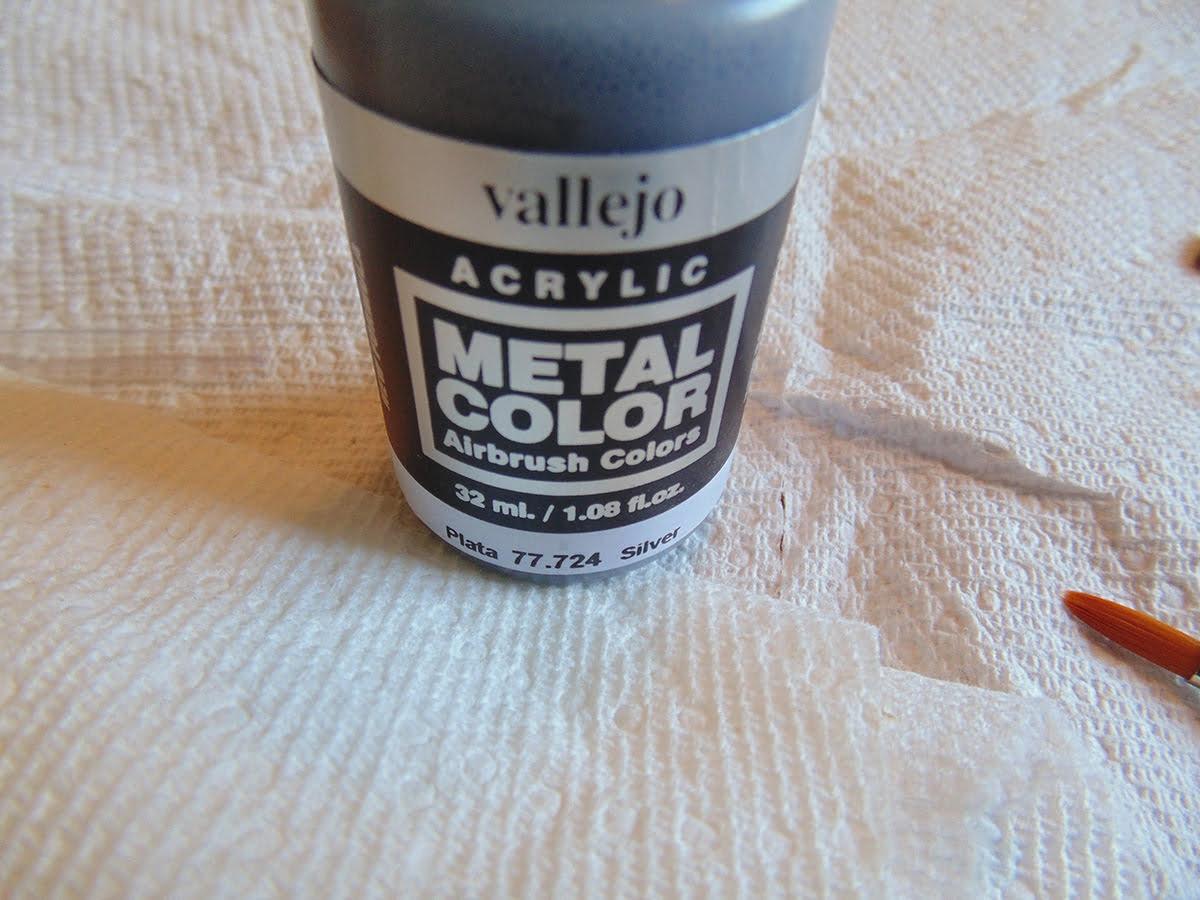 vallejo
ACRYLIC
METAL
COLOR
Airbrush Colors
32 ml. / 1.08 fl.oz.
Plata 77.724 Silver